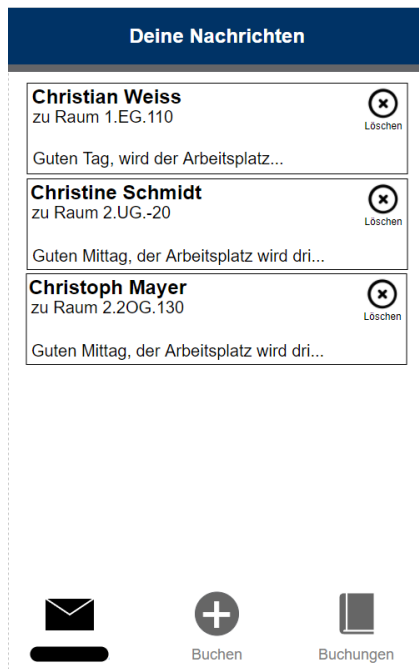 Deine Nachrichten
Christian Weiss
zu Raum 1.EG.110
Löschen
Guten Tag, wird der Arbeitsplatz...
Christine Schmidt
zu Raum 2.UG.-20
Löschen
Guten Mittag, der Arbeitsplatz wird dri...
Christoph Mayer
zu Raum 2.2OG.130
Löschen
Guten Mittag, der Arbeitsplatz wird dri...
Buchen
Buchungen